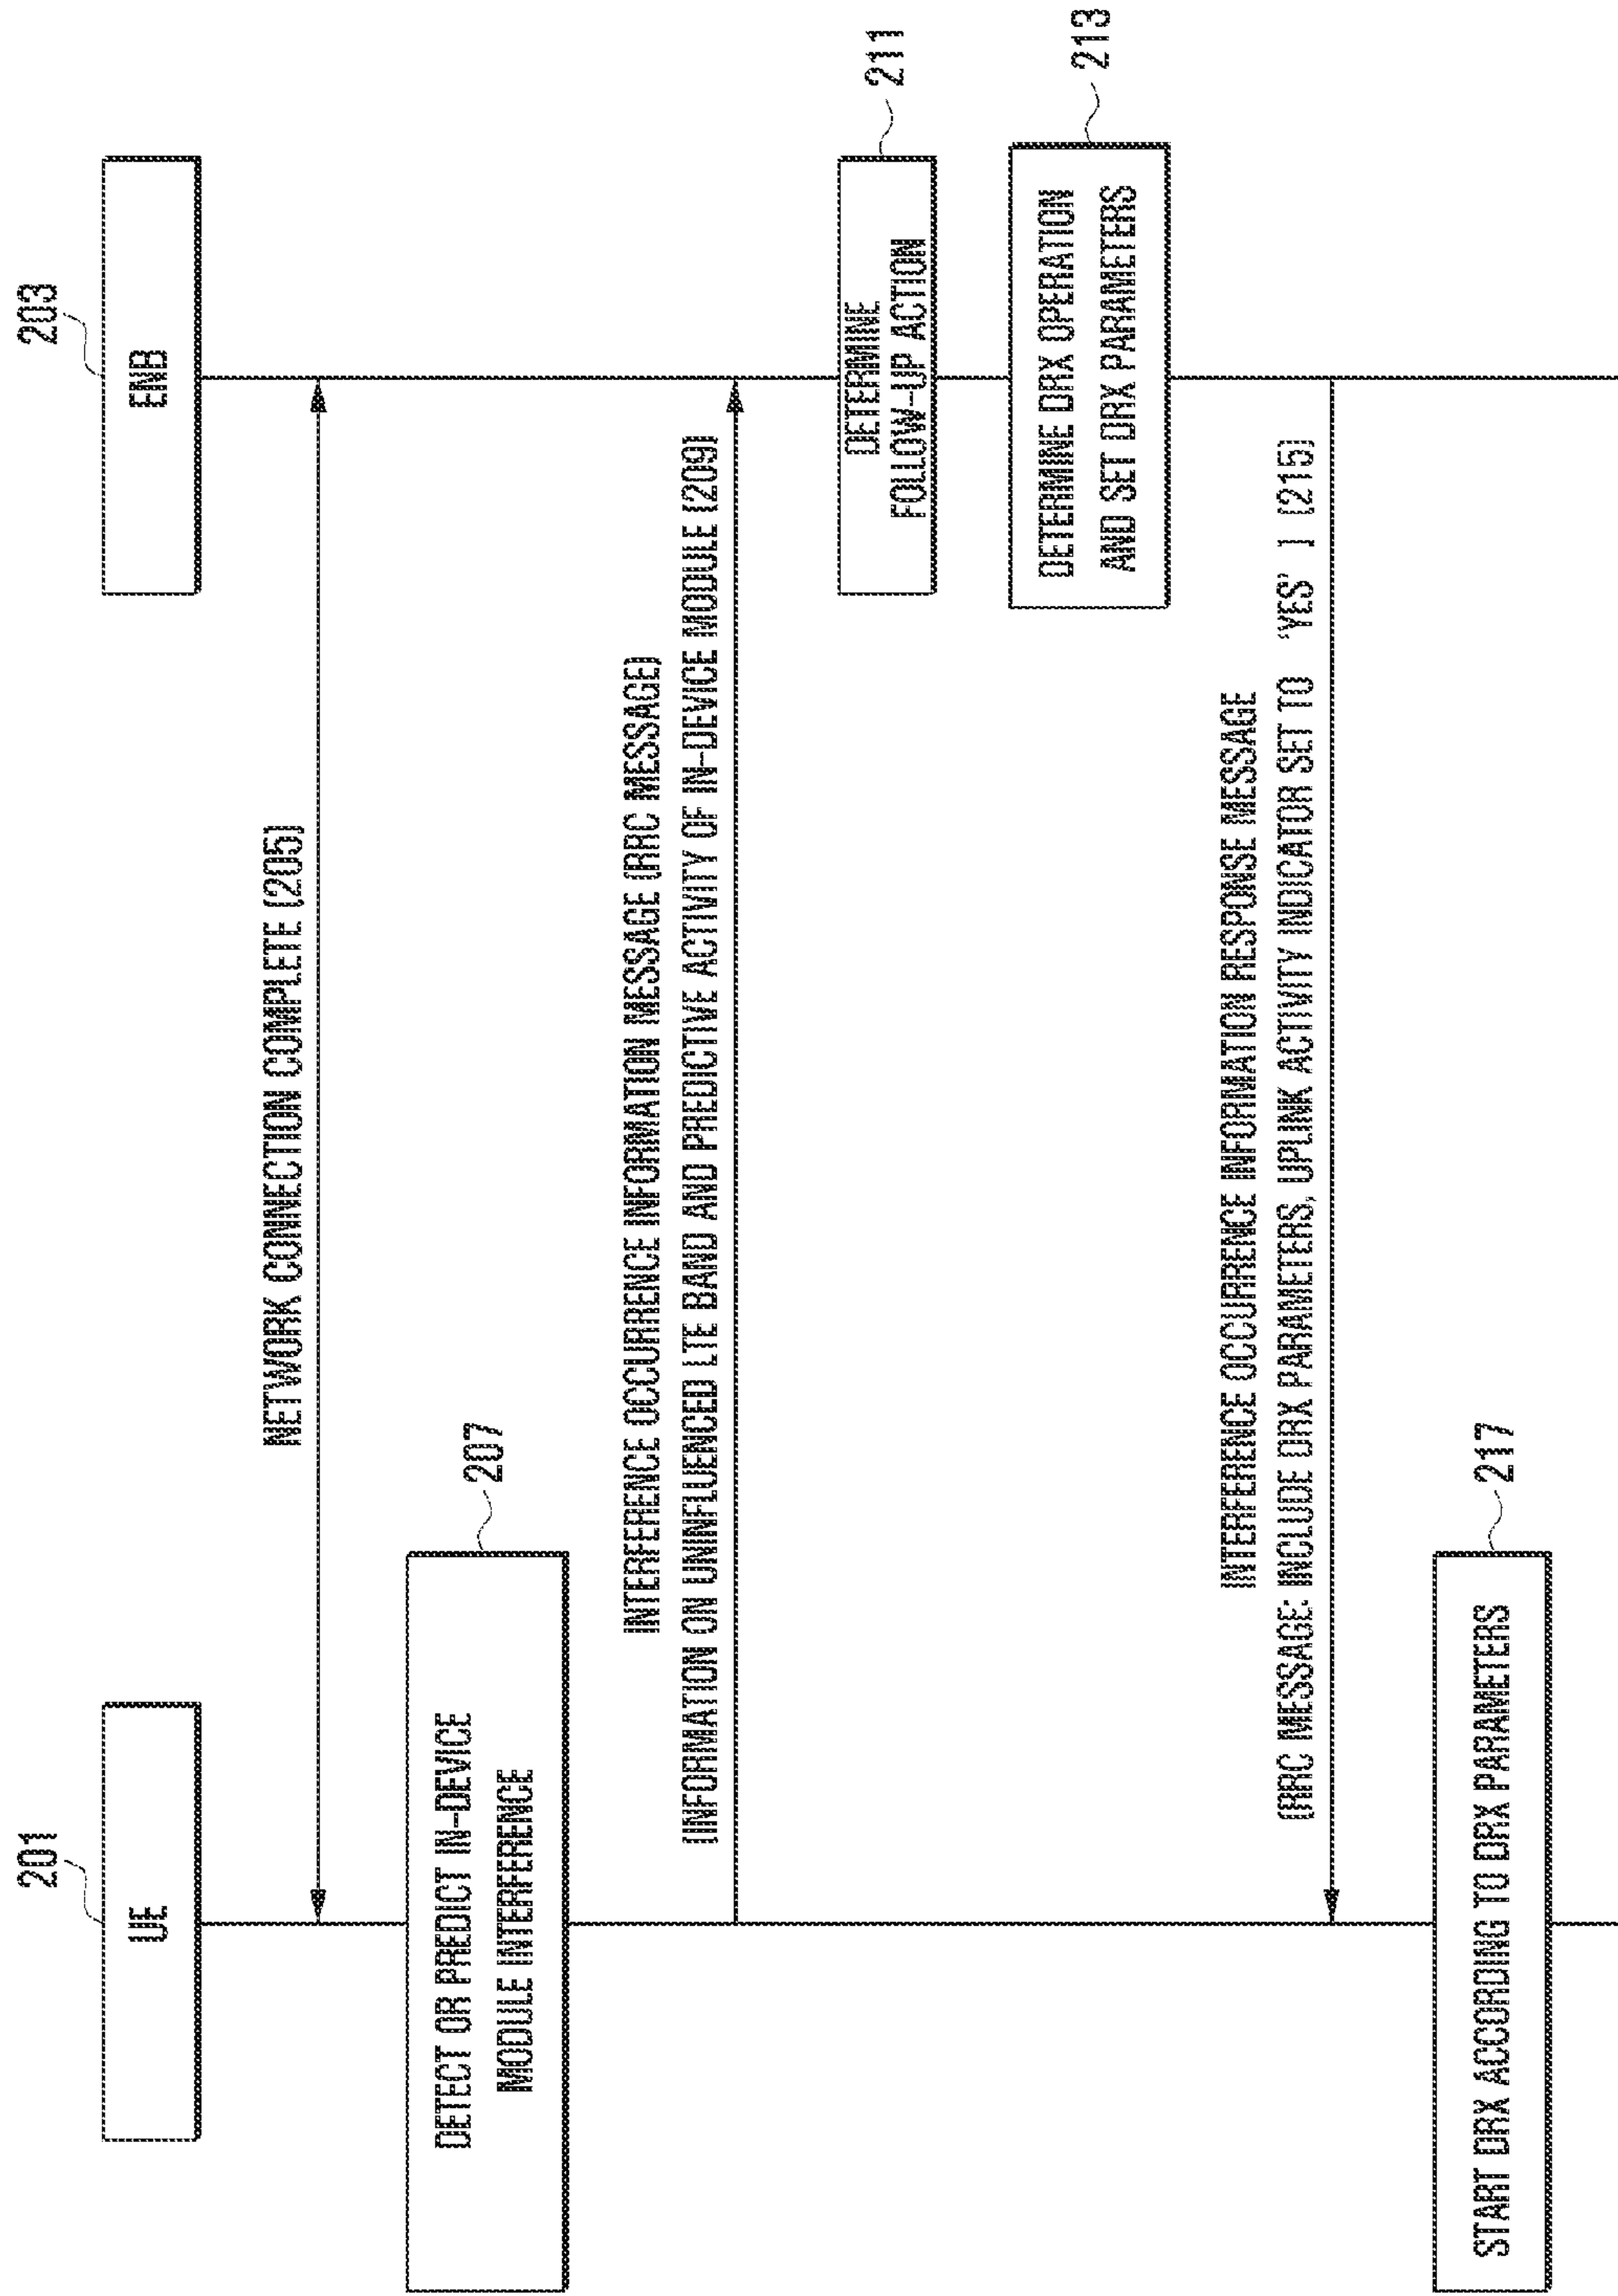 201
UE
203
ENB
NETWORK CONNECTION COMPLETE (205)
207
DETECT OR PREDICT IN-DEVICE
MODULE INTERFERENCE
INTERFERENCE OCCURRENCE INFORMATION MESSAGE (RRC MESSAGE)
(INFORMATION ON UNINFLUENCED LTE BAND AND PREDICTIVE ACTIVITY OF IN-DEVICE MODULE (209)
211
DETERMINE
FOLLOW-UP ACTION
213
DETERMINE DRX OPERATION
AND SET DRX PARAMETERS
INTERFERENCE OCCURRENCE INFORMATION RESPONSE MESSAGE
(RRC MESSAGE: INCLUDE DRX PARAMETERS, UPLINK ACTIVITY INDICATOR SET TO 'YES' ) (215)
217
START DRX ACCORDING TO DRX PARAMETERS